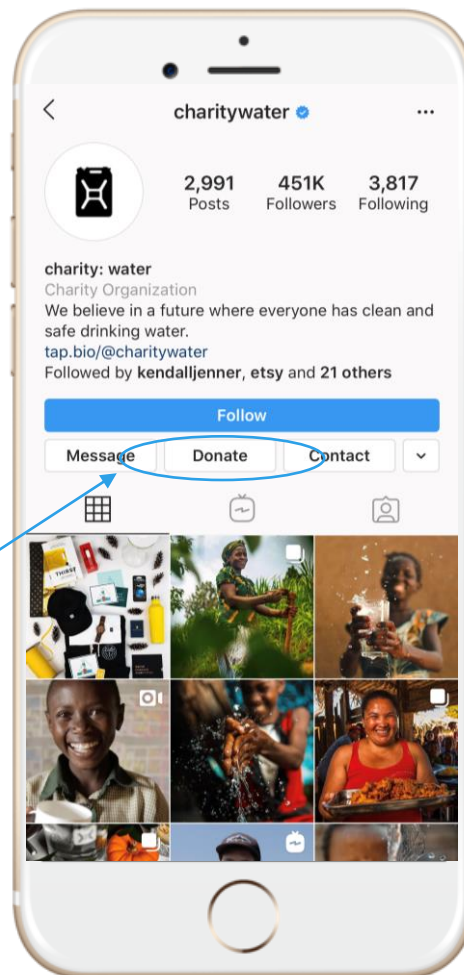 charitywater
2,991 451K 3,817
Posts Followers Following
charity: water
Charity Organization
We believe in a future where everyone has clean and
safe drinking water.
tap.bio/@charitywater
Followed by kendalljenner, etsy and 21 others
Follow
Message Donate Contact
THIRST